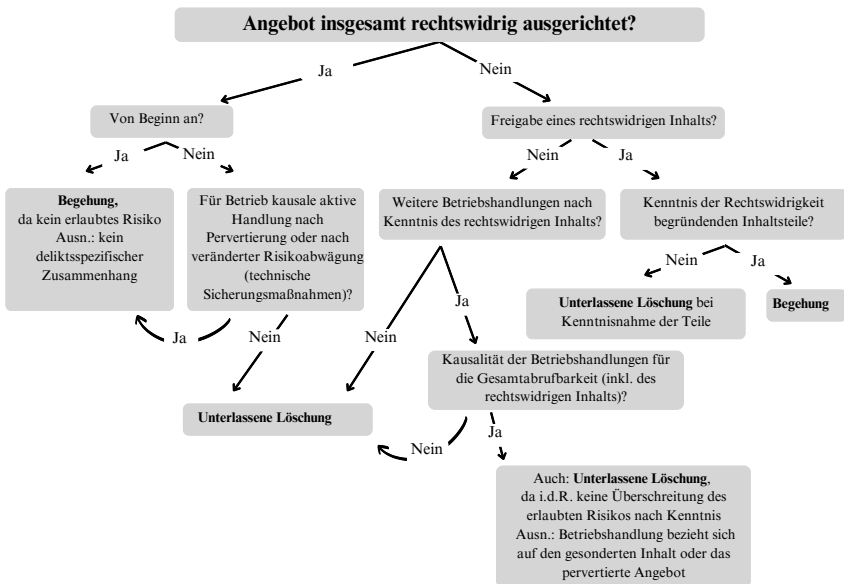 Angebot insgesamt rechtswidrig ausgerichtet?
Ja
Nein
Von Beginn an?
Freigabe eines rechtswidrigen Inhalts?
Ja
Nein
Nein
Ja
Begehung,
da kein erlaubtes Risiko
Ausn.: kein
deliktsspezifischer
Zusammenhang
Für Betrieb kausale aktive
Handlung nach
Pervertierung oder nach
veränderter Risikoabwägung
(technische
Sicherungsmaßnahmen)?
Weitere Betriebshandlungen nach
Kenntnis des rechtswidrigen Inhalts?
Kenntnis der Rechtswidrigkeit
begründenden Inhaltsteile?
Nein
Ja
Unterlassene Löschung bei
Kenntnisnahme der Teile
Begehung
Ja
Nein
Nein
Ja
Kausalität der Betriebshandlungen für
die Gesamtabrufbarkeit (inkl. des
rechtswidrigen Inhalts)?
Unterlassene Löschung
Nein
Ja
Auch: Unterlassene Löschung,
da i.d.R. keine Überschreitung des
erlaubten Risikos nach Kenntnis
Ausn.: Betriebshandlung bezieht sich
auf den gesonderten Inhalt oder das
pervertierte Angebot